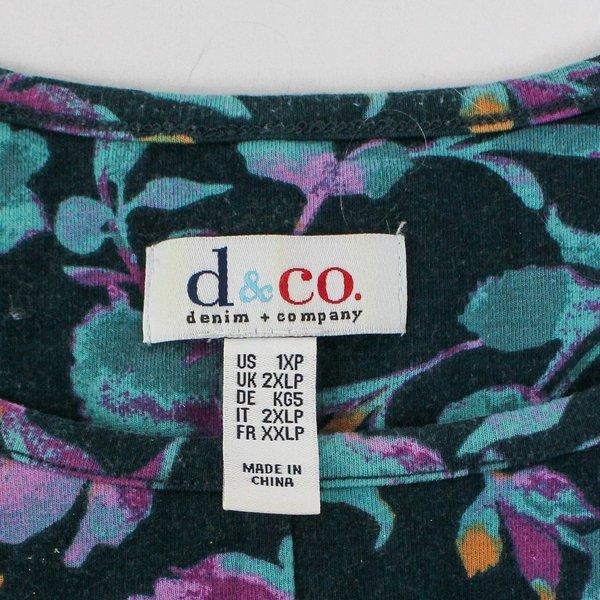 d&co.
denim + company
US 1XP
UK 2XLP
DE KG5
IT 2XLP
FR XXLP
MADE IN
CHINA